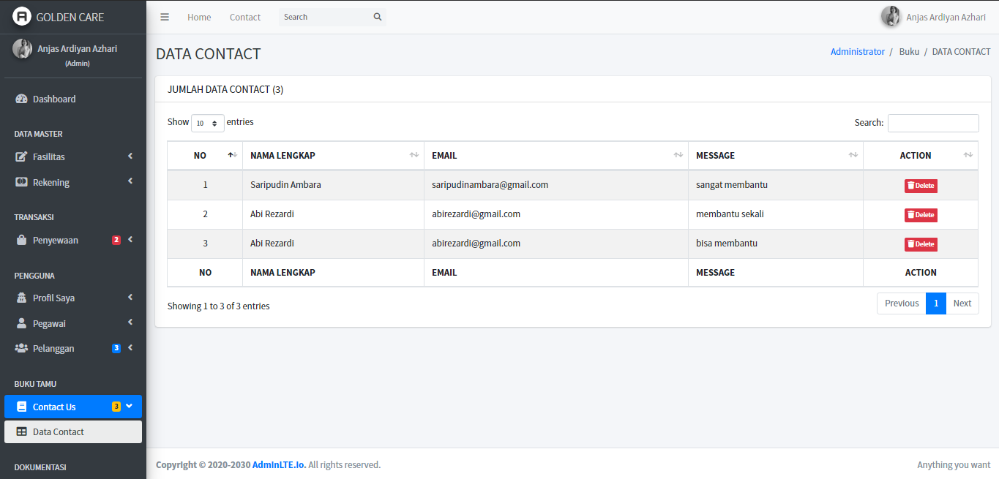 GOLDEN CARE
Anjas Ardiyan Azhari
(Admin)
Dashboard
DATA MASTER
Fasilitas
Rekening
TRANSAKSI
Penyewaan 2
PENGGUNA
Profil Saya
Pegawai
Pelanggan 3
BUKU TAMU
Contact Us 3
Data Contact
DOKUMENTASI
Home Contact Search Anjas Ardiyan Azhari
DATA CONTACT Administrator / Buku / DATA CONTACT
JUMLAH DATA CONTACT (3)
Show 10 entries Search:
NO NAMA LENGKAP EMAIL MESSAGE ACTION
1 Saripudin Ambara saripudinambara@gmail.com sangat membantu Delete
2 Abi Rezardi abirezardi@gmail.com membantu sekali Delete
3 Abi Rezardi abirezardi@gmail.com bisa membantu Delete
NO NAMA LENGKAP EMAIL MESSAGE ACTION
Showing 1 to 3 of 3 entries Previous 1 Next
Copyright © 2020-2030 AdminLTE.io. All rights reserved. Anything you want